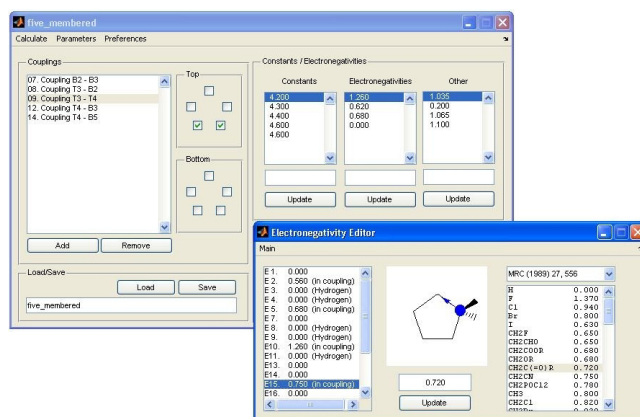 five_membered
Calculate Parameters Preferences
Couplings
07. Coupling B2 - B3
08. Coupling T3 - B2
09. Coupling T3 - T4
12. Coupling T4 - B3
14. Coupling T4 - B5
Top
Bottom
Add Remove
Load/Save
Load Save
five_membered
Constants / Electronegativities
Constants Electronegativities Other
4.200 1.260 1.035
4.300 0.620 0.200
4.400 0.680 1.065
4.600 0.000 1.100
4.600
Update Update Update
Electronegativity Editor
Main
E 1. 0.000
E 2. 0.560 (in coupling)
E 3. 0.000 (Hydrogen)
E 4. 0.000 (Hydrogen)
E 5. 0.680 (in coupling)
E 7. 0.000
E 8. 0.000 (Hydrogen)
E 9. 0.000 (Hydrogen)
E10. 1.260 (in coupling)
E11. 0.000 (Hydrogen)
E13. 0.000
E14. 0.000
E15. 0.750 (in coupling)
E16. 0.000
0.720
Update
MRC (1989) 27, 556
H 0.000
F 1.370
Cl 0.940
Br 0.800
I 0.630
CH2F 0.650
CH2CHO 0.650
CH2COOR 0.680
CH2OR 0.680
CH2C(=O)R 0.720
CH2CN 0.750
CH2POCl2 0.780
CH3 0.800
CH2Cl 0.820